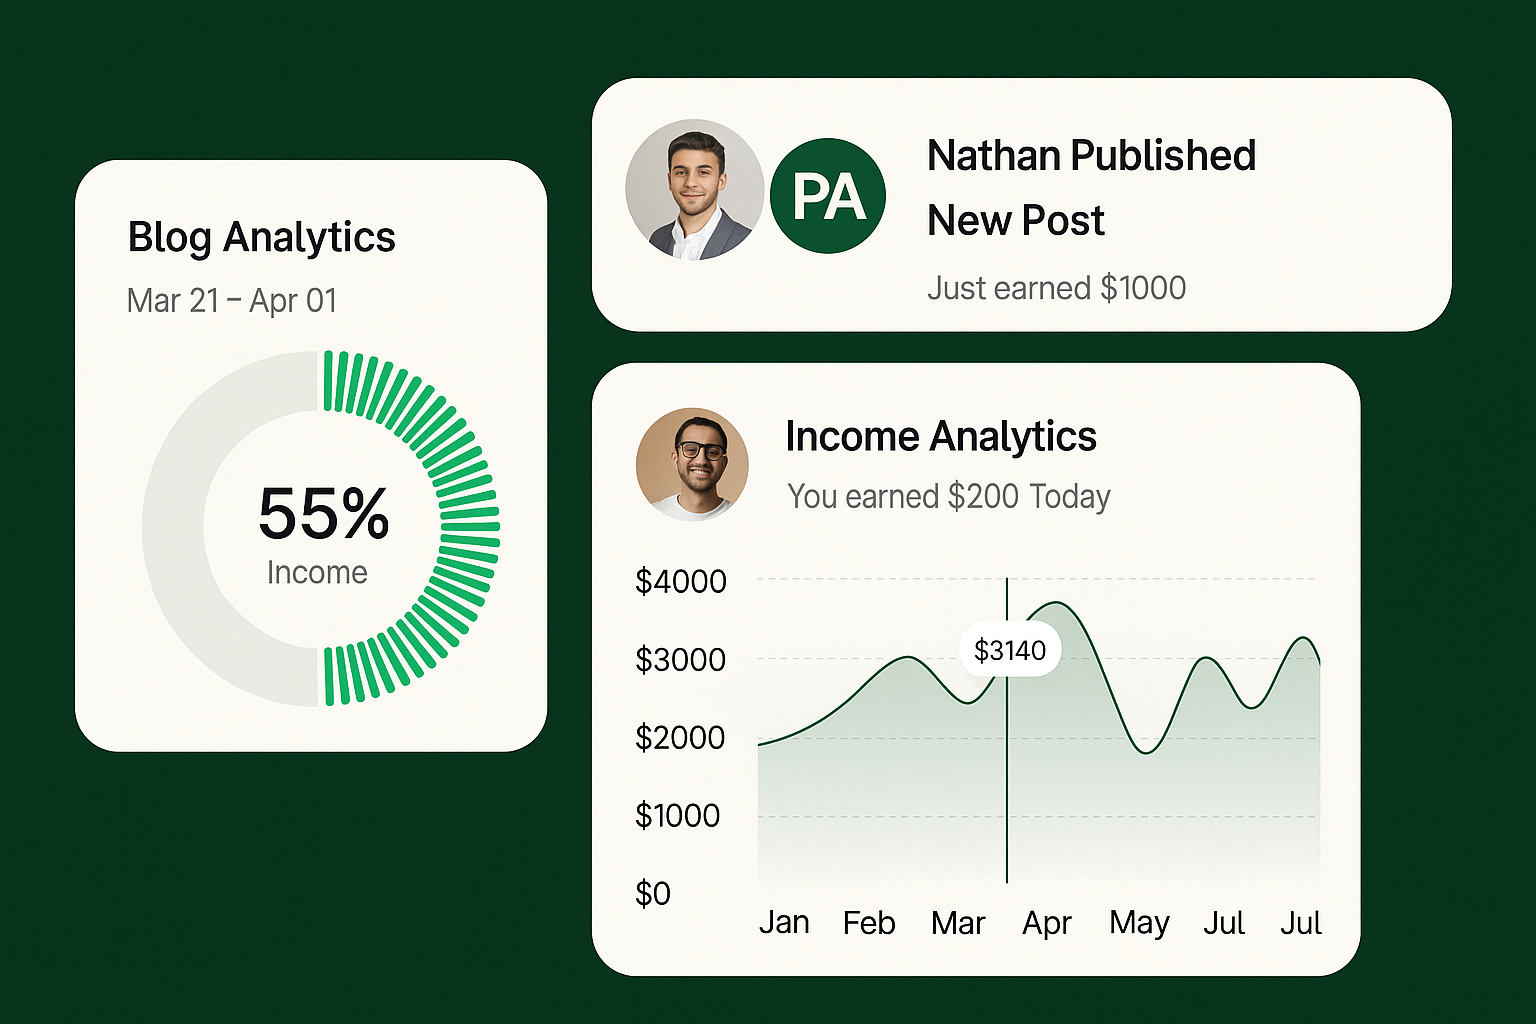 Blog Analytics
Mar 21 – Apr 01
55%
Income
PA
Nathan Published
New Post
Just earned $1000
Income Analytics
You earned $200 Today
$4000
$3000
$2000
$1000
$0
$3140
Jan Feb Mar Apr May Jul Jul